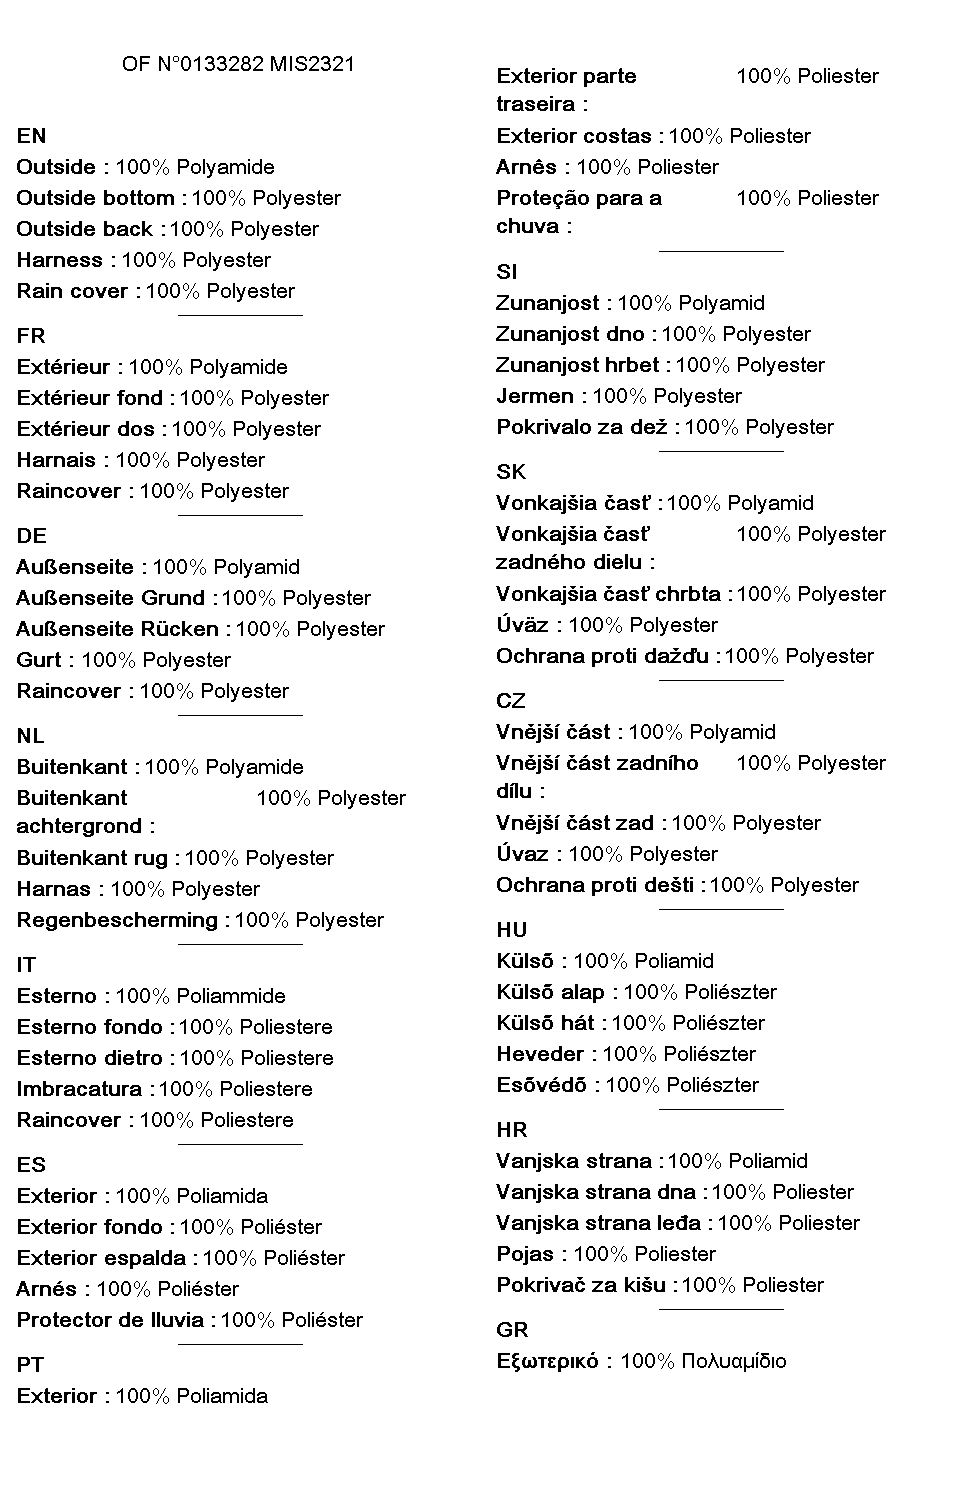 OF N°0133282 MIS2321
EN
Outside : 100% Polyamide
Outside bottom : 100% Polyester
Outside back : 100% Polyester
Harness : 100% Polyester
Rain cover : 100% Polyester
FR
Extérieur : 100% Polyamide
Extérieur fond : 100% Polyester
Extérieur dos : 100% Polyester
Harnais : 100% Polyester
Raincover : 100% Polyester
DE
Außenseite : 100% Polyamid
Außenseite Grund : 100% Polyester
Außenseite Rücken : 100% Polyester
Gurt : 100% Polyester
Raincover : 100% Polyester
NL
Buitenkant : 100% Polyamide
Buitenkant 100% Polyester
achtergrond :
Buitenkant rug : 100% Polyester
Harnas : 100% Polyester
Regenbescherming : 100% Polyester
IT
Esterno : 100% Poliammide
Esterno fondo : 100% Poliestere
Esterno dietro : 100% Poliestere
Imbracatura : 100% Poliestere
Raincover : 100% Poliestere
ES
Exterior : 100% Poliamida
Exterior fondo : 100% Poliéster
Exterior espalda : 100% Poliéster
Arnés : 100% Poliéster
Protector de lluvia : 100% Poliéster
PT
Exterior : 100% Poliamida
Exterior parte 100% Poliester
traseira :
Exterior costas : 100% Poliester
Arnês : 100% Poliester
Proteção para a 100% Poliester
chuva :
SI
Zunanjost : 100% Polyamid
Zunanjost dno : 100% Polyester
Zunanjost hrbet : 100% Polyester
Jermen : 100% Polyester
Pokrivalo za dež : 100% Polyester
SK
Vonkajšia časť : 100% Polyamid
Vonkajšia časť 100% Polyester
zadného dielu :
Vonkajšia časť chrbta : 100% Polyester
Úväz : 100% Polyester
Ochrana proti dažďu : 100% Polyester
CZ
Vnější část : 100% Polyamid
Vnější část zadního 100% Polyester
dílu :
Vnější část zad : 100% Polyester
Úvaz : 100% Polyester
Ochrana proti dešti : 100% Polyester
HU
Külsõ : 100% Poliamid
Külsõ alap : 100% Poliészter
Külsõ hát : 100% Poliészter
Heveder : 100% Poliészter
Esõvédõ : 100% Poliészter
HR
Vanjska strana : 100% Poliamid
Vanjska strana dna : 100% Poliester
Vanjska strana leđa : 100% Poliester
Pojas : 100% Poliester
Pokrivač za kišu : 100% Poliester
GR
Εξωτερικό : 100% Πολυαμίδιο